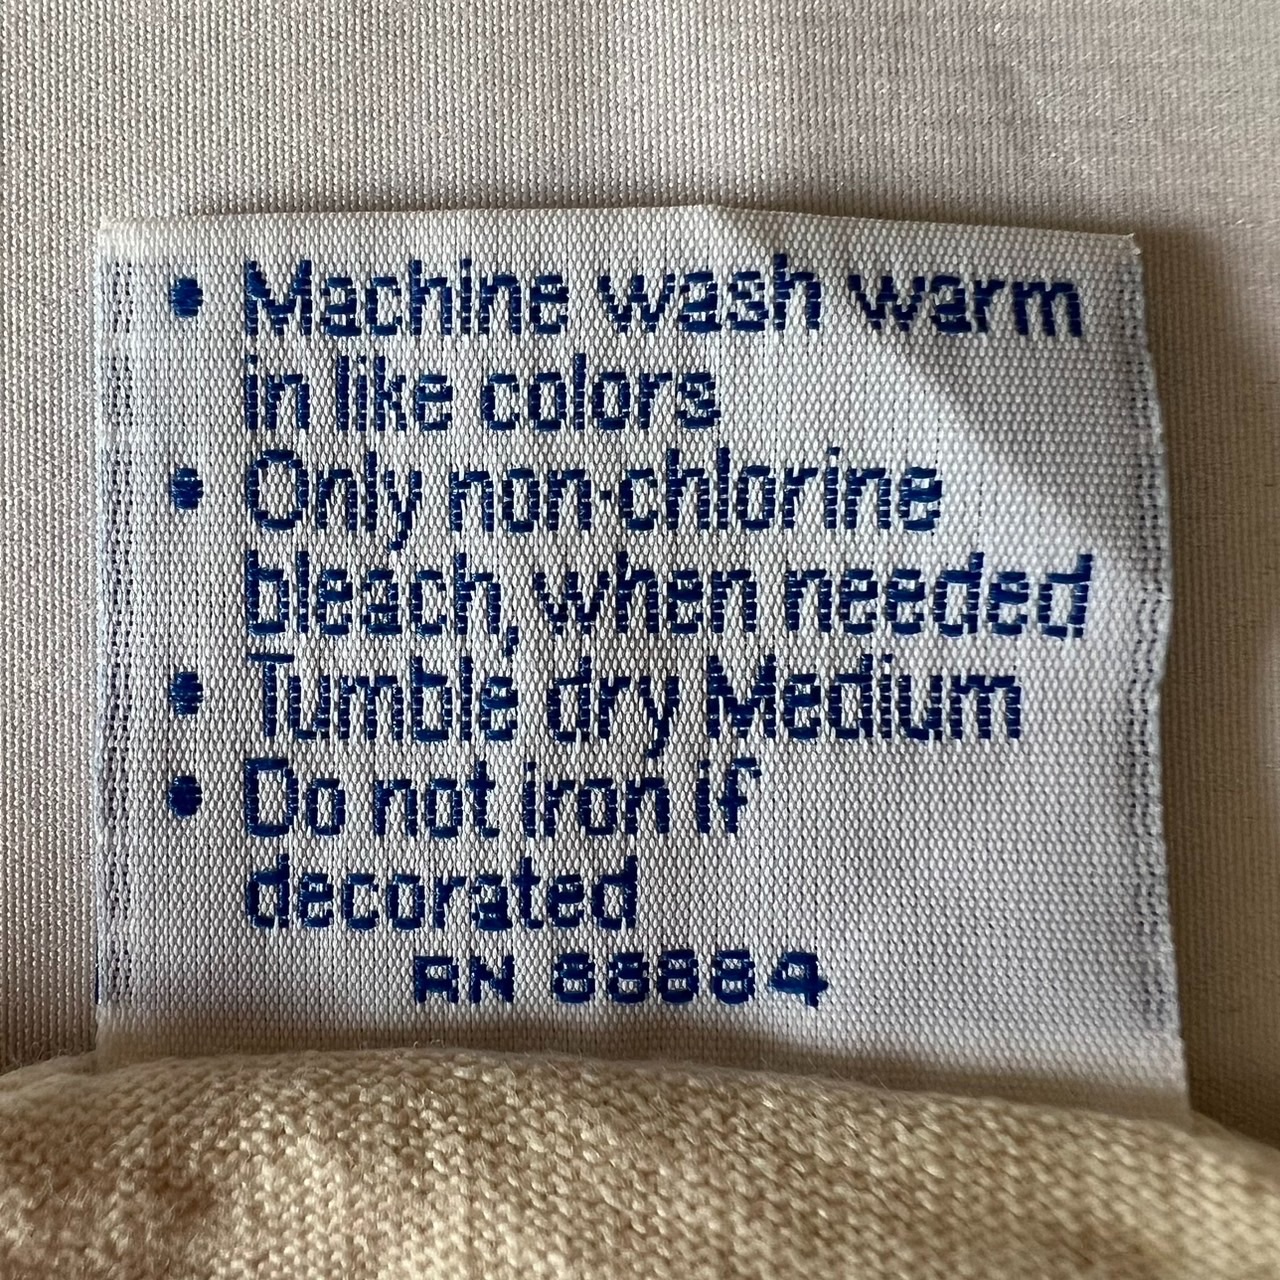 • Machine wash warm
in like colors
• Only non-chlorine
bleach, when needed
• Tumble dry Medium
• Do not iron if
decorated
RN 88884